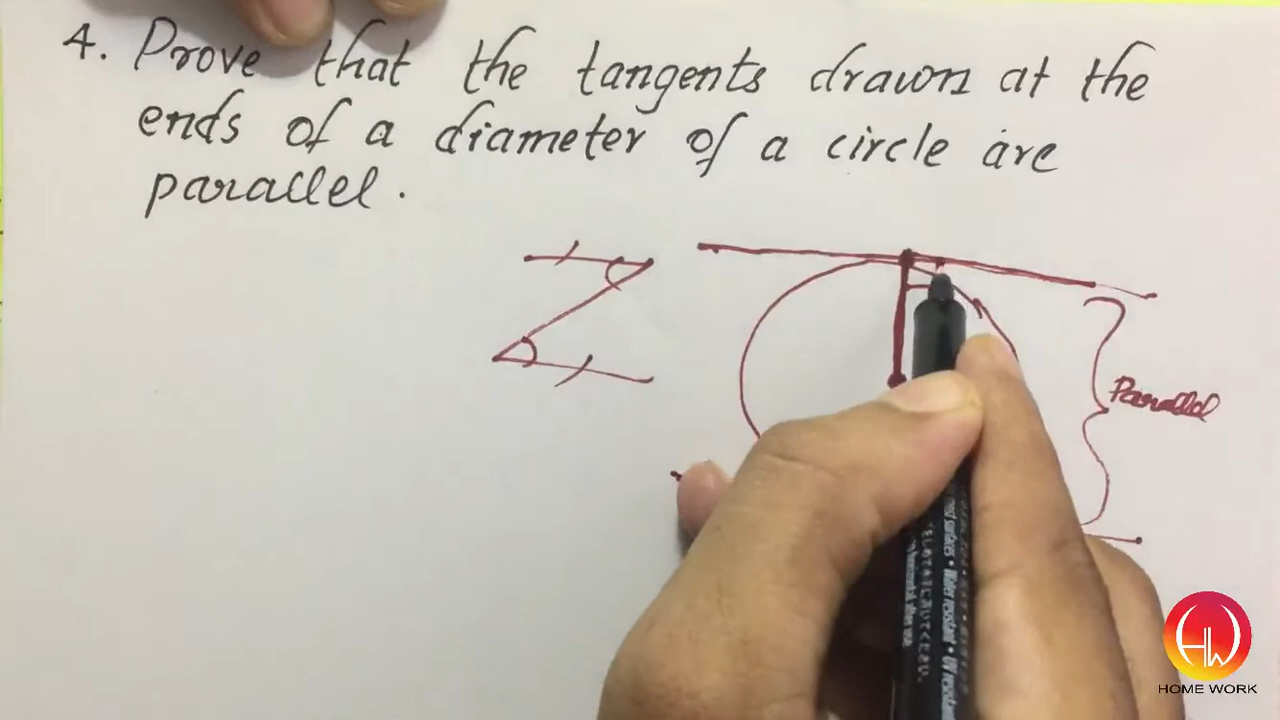 4. Prove that the tangents drawn at the
ends of a diameter of a circle are
parallel.
Parallel
HOME WORK